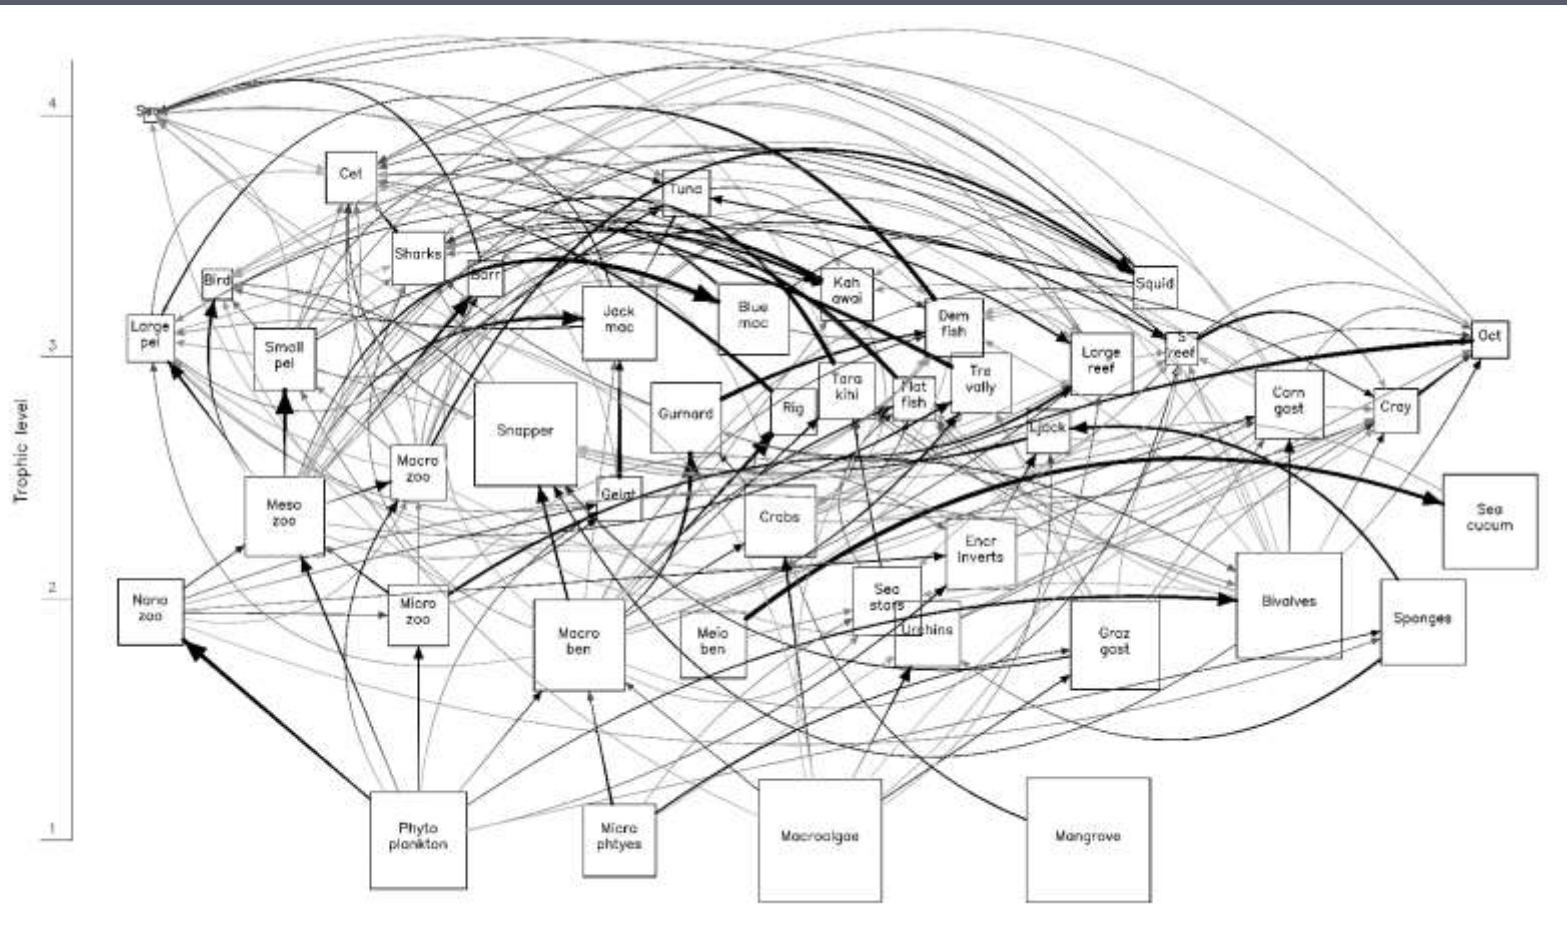 4
Cet
Tuna
Sharks
Barr
Bird
Squid
Kah
awai
Large
pel
Small
pel
Jack
mac
Blue
mac
Dem
fish
Large
reef
S
reef
Oct
3
Tara
kihi
Flat
fish
Tre
vally
Carn
gast
Cray
Snapper
Gurnard
Rig
Ljack
Trophic level
Macro
zoo
Meso
zoo
Gelat
Crabs
Sea
cucum
Encr
Inverts
2
Nano
zoo
Micro
zoo
Macro
ben
Meio
ben
Sea
stars
Urchins
Graz
gast
Bivalves
Sponges
1
Phyto
plankton
Micro
phtyes
Macroalgae
Mangrove